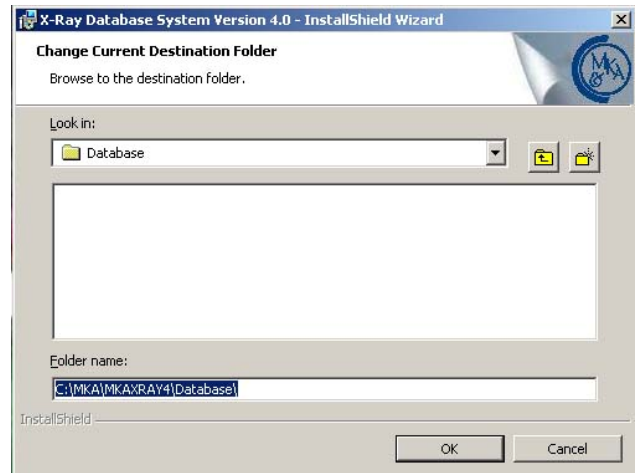 X-Ray Database System Version 4.0 - InstallShield Wizard
Change Current Destination Folder
Browse to the destination folder.
MK&A
Look in:
Database
Folder name:
C:\MKA\MKAXRAY4\Database\
InstallShield
OK
Cancel